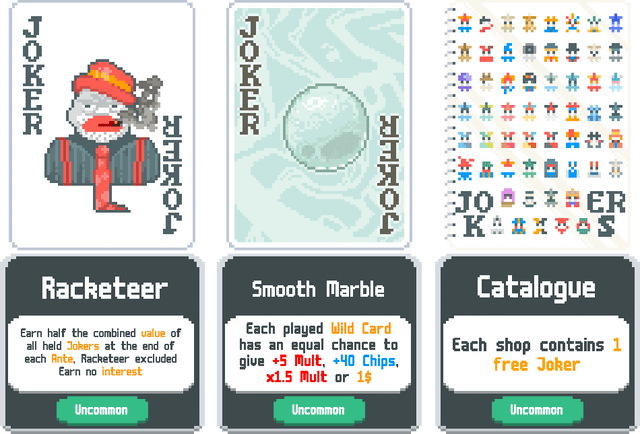 JOKER
JOKER
JOKER
JOKER
JO ER
K S
Racketeer
Earn half the combined value of
all held Jokers at the end of
each Ante, Racketeer excluded
Earn no interest
Uncommon
Smooth Marble
Each played Wild Card
has an equal chance to
give +5 Mult, +40 Chips,
x1.5 Mult or 1$
Uncommon
Catalogue
Each shop contains 1
free Joker
Uncommon